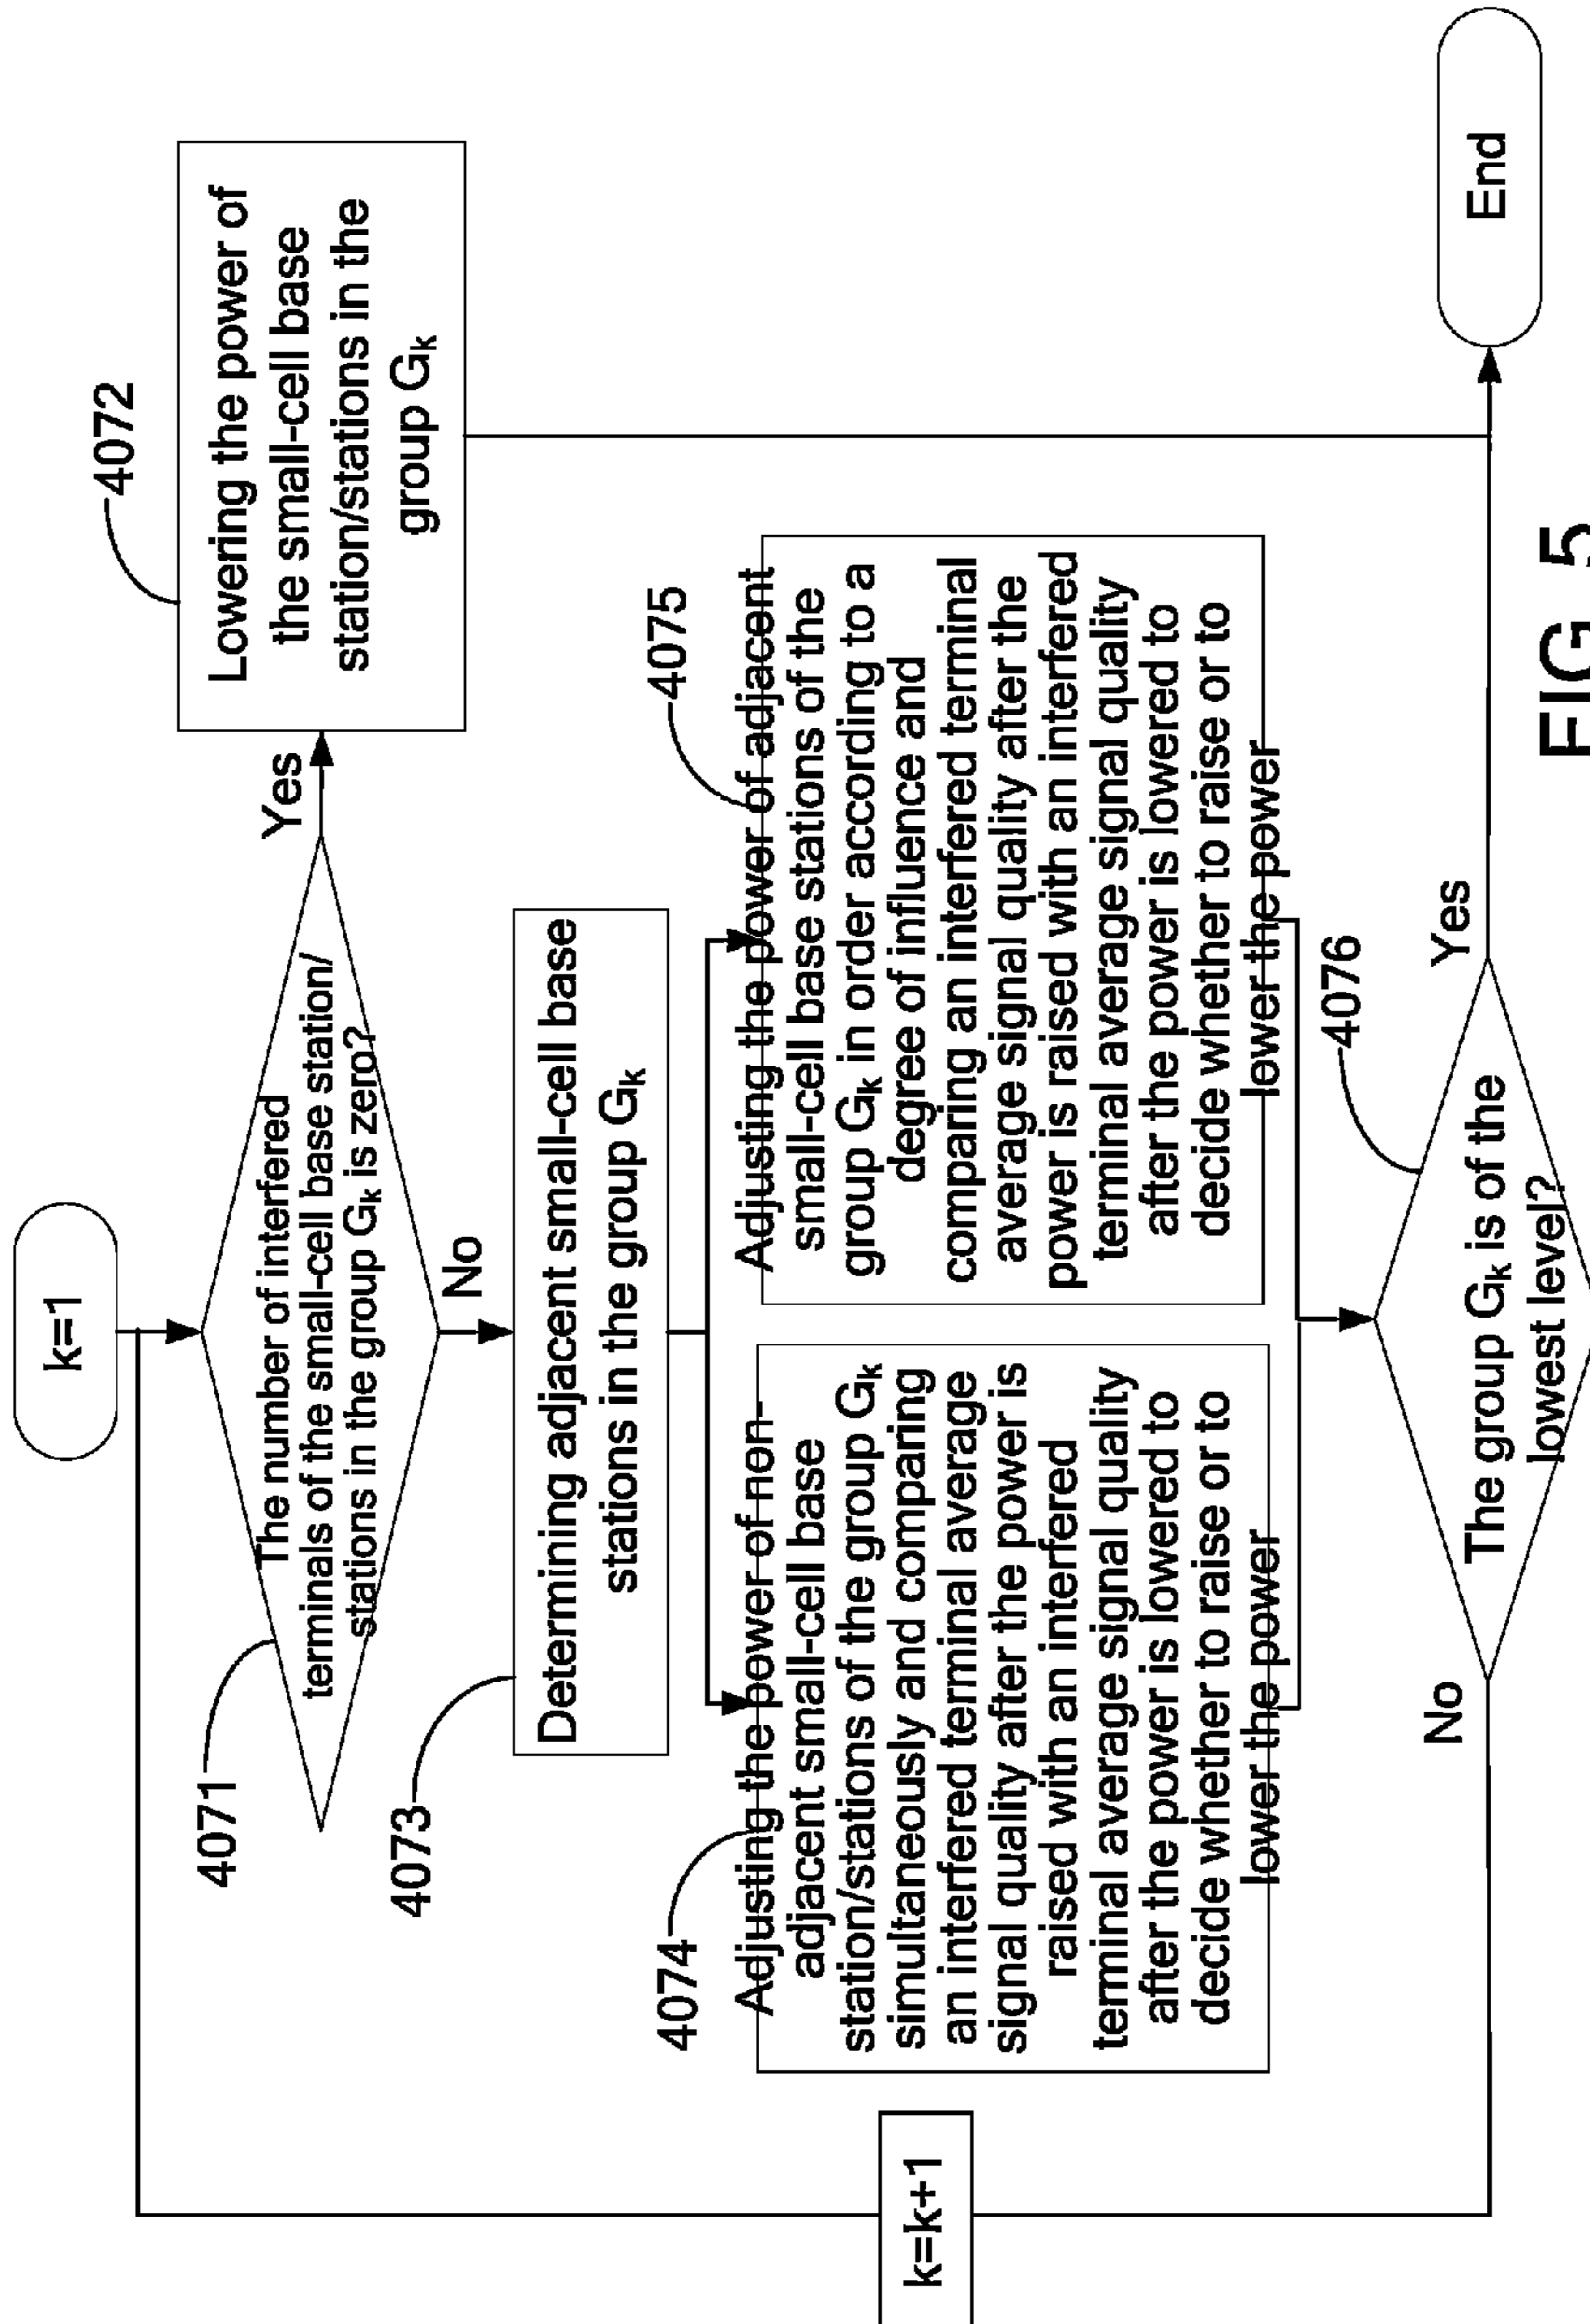 k=1
4071
The number of interfered
terminals of the small-cell base station/
stations in the group Gk is zero?
Yes
4072
Lowering the power of
the small-cell base
station/stations in the
group Gk
No
4073
Determining adjacent small-cell base
stations in the group Gk
4074
Adjusting the power of non-
adjacent small-cell base
station/stations of the group Gk
simultaneously and comparing
an interfered terminal average
signal quality after the power is
raised with an interfered
terminal average signal quality
after the power is lowered to
decide whether to raise or to
lower the power
4075
Adjusting the power of adjacent
small-cell base stations of the
group Gk in order according to a
degree of influence and
comparing an interfered terminal
average signal quality after the
power is raised with an interfered
terminal average signal quality
after the power is lowered to
decide whether to raise or to
lower the power
k=k+1
4076
The group Gk is of the
lowest level?
No
Yes
End
FIG. 5